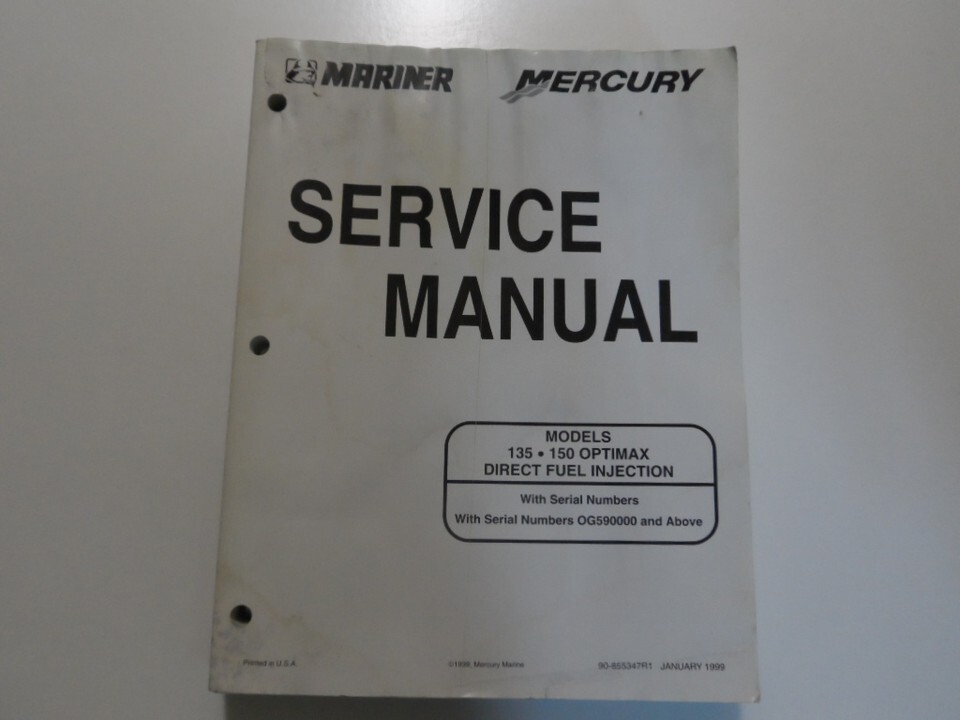 MARINER MERCURY
SERVICE
MANUAL
MODELS
135 • 150 OPTIMAX
DIRECT FUEL INJECTION
With Serial Numbers
With Serial Numbers OG590000 and Above
Printed in U.S.A ©1999, Mercury Marine 90-855347R1 JANUARY 1999